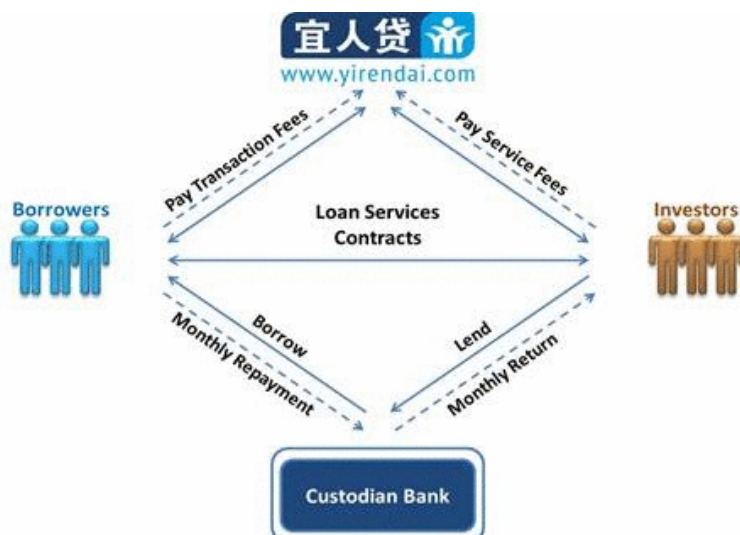 宜人贷
www.yirendai.com
Pay Transaction Fees
Pay Service Fees
Borrowers
Investors
Loan Services
Contracts
Borrow
Lend
Monthly Repayment
Monthly Return
Custodian Bank